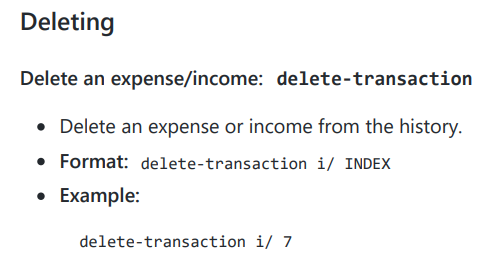 Deleting
Delete an expense/income: delete-transaction
• Delete an expense or income from the history.
• Format: delete-transaction i/ INDEX
• Example:
delete-transaction i/ 7